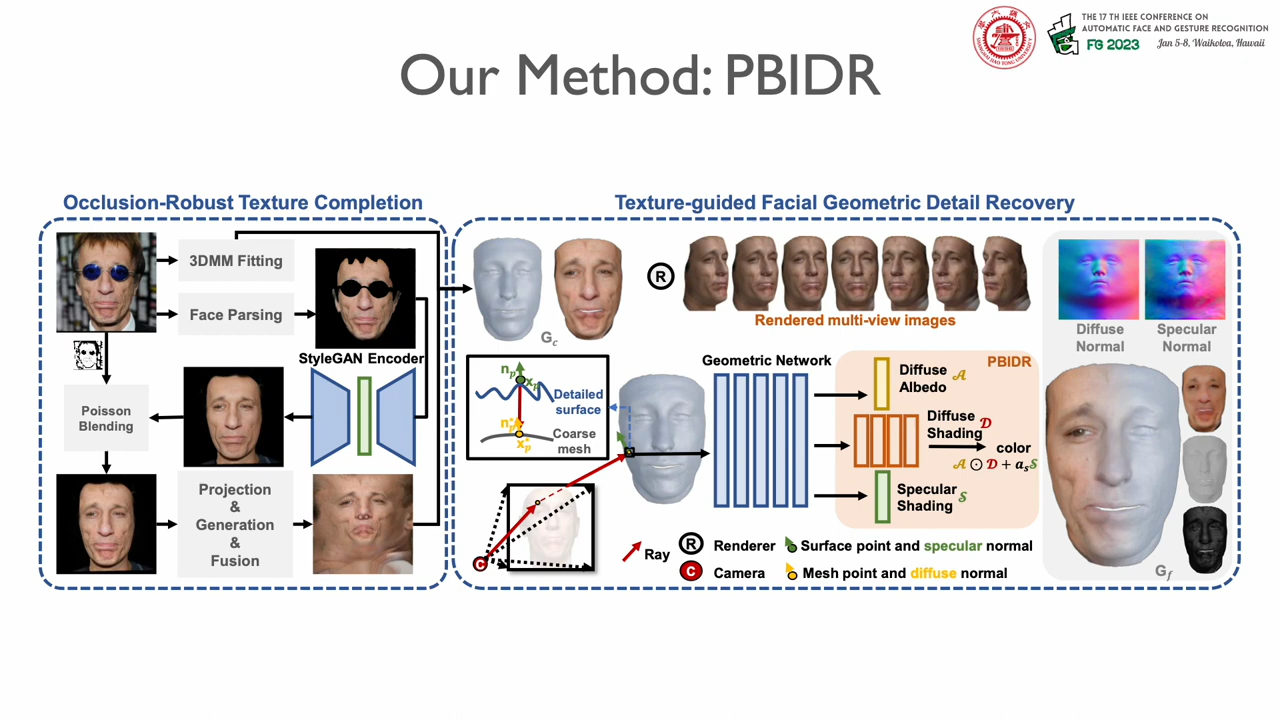 THE 17 TH IEEE CONFERENCE ON
AUTOMATIC FACE AND GESTURE RECOGNITION
FG 2023 Jan 5-8, Waikoloa, Hawaii
Our Method: PBIDR
Occlusion-Robust Texture Completion
3DMM Fitting
Face Parsing
StyleGAN Encoder
Poisson
Blending
Projection
&
Generation
&
Fusion
Texture-guided Facial Geometric Detail Recovery
G𝑐
R
Rendered multi-view images
Diffuse
Normal
Specular
Normal
n𝑝
x𝑝
Detailed
surface
n*𝑝
x*𝑝
Coarse
mesh
Geometric Network
PBIDR
Diffuse
Albedo 𝒜
Diffuse
Shading 𝒟
color
𝒜 ⊙ 𝒟 + a𝑠𝒮
Specular
Shading 𝒮
C
Ray
R Renderer
Surface point and specular normal
C Camera
Mesh point and diffuse normal
G𝑓